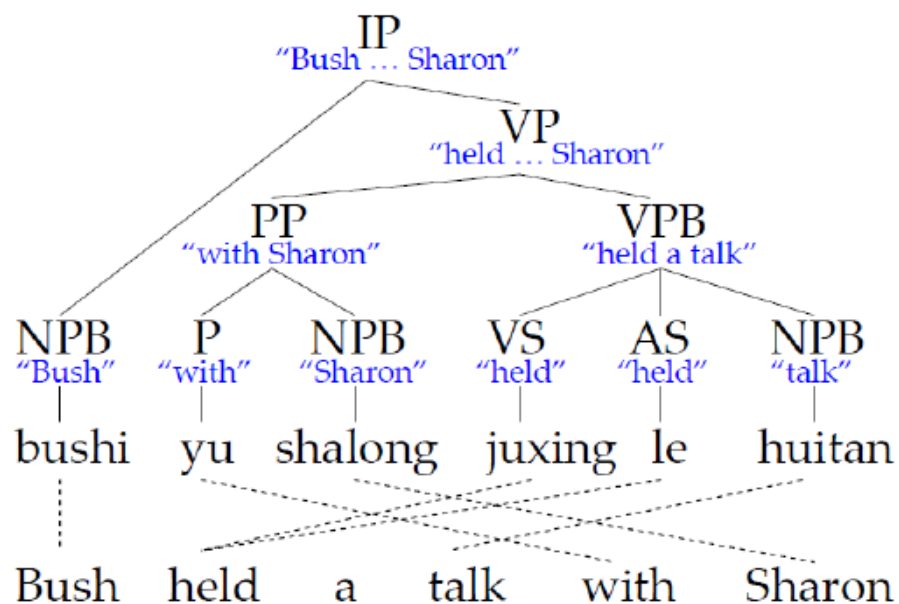 IP
“Bush … Sharon”
VP
“held … Sharon”
PP VPB
“with Sharon” “held a talk”
NPB P NPB VS AS NPB
“Bush” “with” “Sharon” “held” “held” “talk”
bushi yu shalong juxing le huitan
Bush held a talk with Sharon